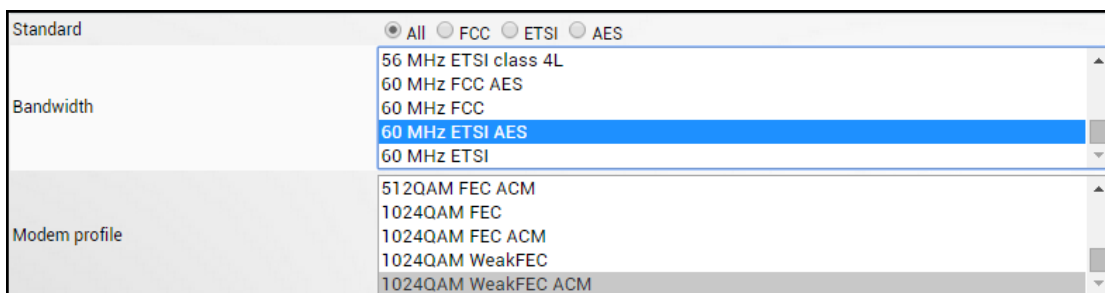 Standard All FCC ETSI AES
56 MHz ETSI class 4L
60 MHz FCC AES
Bandwidth 60 MHz FCC
60 MHz ETSI AES
60 MHz ETSI
512QAM FEC ACM
1024QAM FEC
Modem profile 1024QAM FEC ACM
1024QAM WeakFEC
1024QAM WeakFEC ACM